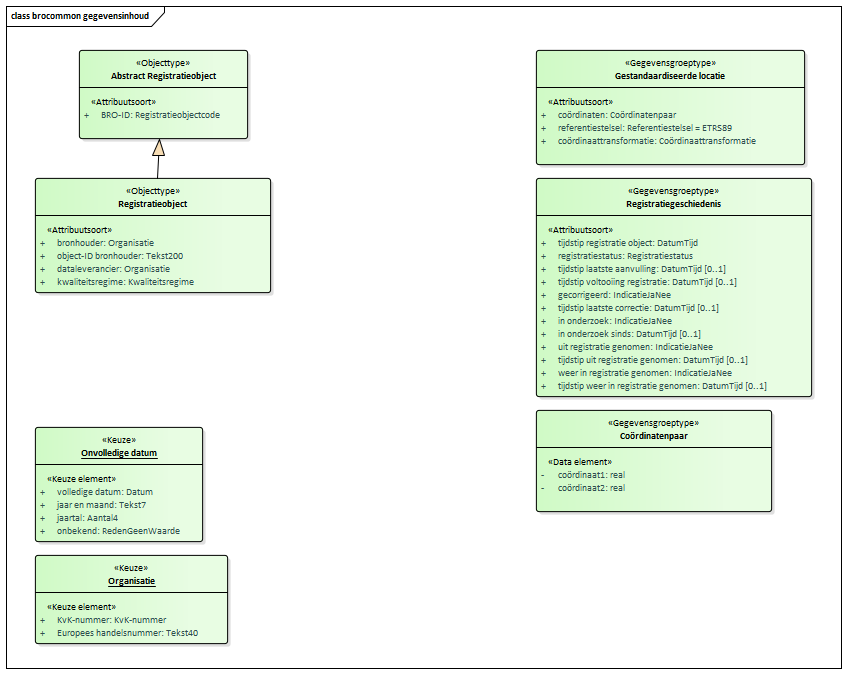 class brocommon gegevensinhoud
«Objecttype»
Abstract Registratieobject
«Attribuutsoort»
+ BRO-ID: Registratieobjectcode
«Objecttype»
Registratieobject
«Attribuutsoort»
+ bronhouder: Organisatie
+ object-ID bronhouder: Tekst200
+ dataleverancier: Organisatie
+ kwaliteitsregime: Kwaliteitsregime
«Keuze»
Onvolledige datum
«Keuze element»
+ volledige datum: Datum
+ jaar en maand: Tekst7
+ jaartal: Aantal4
+ onbekend: RedenGeenWaarde
«Keuze»
Organisatie
«Keuze element»
+ KvK-nummer: KvK-nummer
+ Europees handelsnummer: Tekst40
«Gegevensgroeptype»
Gestandaardiseerde locatie
«Attribuutsoort»
+ coördinaten: Coördinatenpaar
+ referentiestelsel: Referentiestelsel = ETRS89
+ coördinaattransformatie: Coördinaattransformatie
«Gegevensgroeptype»
Registratiegeschiedenis
«Attribuutsoort»
+ tijdstip registratie object: DatumTijd
+ registratiestatus: Registratiestatus
+ tijdstip laatste aanvulling: DatumTijd [0..1]
+ tijdstip voltooiing registratie: DatumTijd [0..1]
+ gecorrigeerd: IndicatieJaNee
+ tijdstip laatste correctie: DatumTijd [0..1]
+ in onderzoek: IndicatieJaNee
+ in onderzoek sinds: DatumTijd [0..1]
+ uit registratie genomen: IndicatieJaNee
+ tijdstip uit registratie genomen: DatumTijd [0..1]
+ weer in registratie genomen: IndicatieJaNee
+ tijdstip weer in registratie genomen: DatumTijd [0..1]
«Gegevensgroeptype»
Coördinatenpaar
«Data element»
- coördinaat1: real
- coördinaat2: real